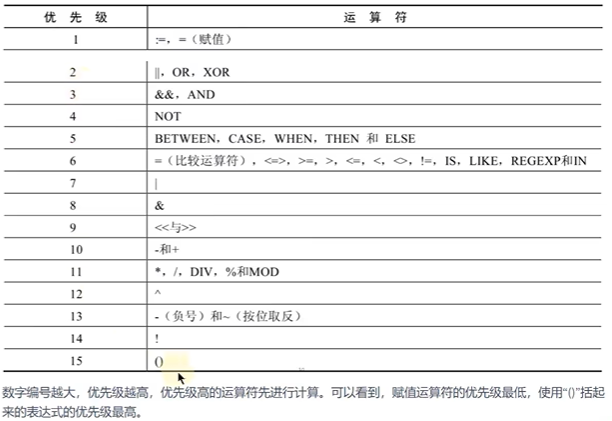 优 先 级 运 算 符
1 :=，=（赋值）
2 ||，OR，XOR
3 &&，AND
4 NOT
5 BETWEEN，CASE，WHEN，THEN 和 ELSE
6 =（比较运算符），<=>，>=，>，<=，<，<>，!=，IS，LIKE，REGEXP和IN
7 |
8 &
9 <<与>>
10 -和+
11 *，/，DIV，%和MOD
12 ^
13 -（负号）和~（按位取反）
14 !
15 ()
数字编号越大，优先级越高，优先级高的运算符先进行计算。可以看到，赋值运算符的优先级最低，使用“()”括起
来的表达式的优先级最高。